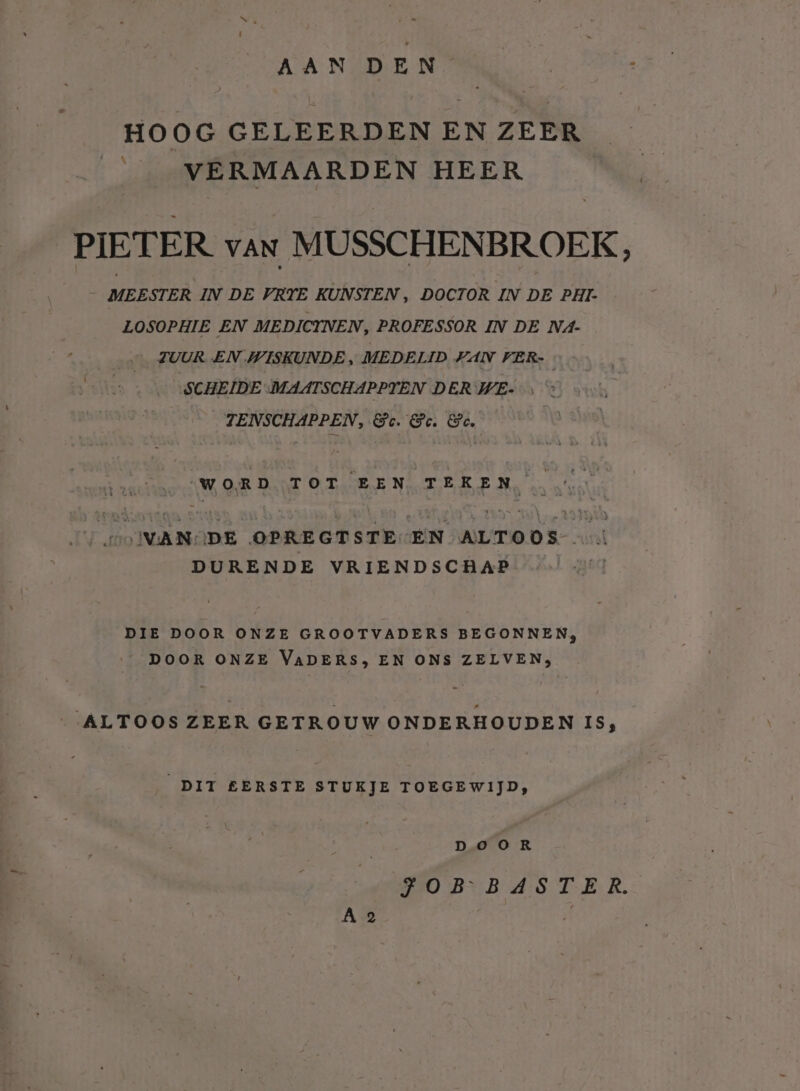 AAN DEN
HOOG GELEERDEN EN ZEER
VERMAARDEN HEER
PIETER VAN MUSSCHENBROEK,
MEESTER IN DE VRYE KUNSTEN, DOCTOR IN DE PHI-
LOSOPHIE EN MEDICYNEN, PROFESSOR IN DE NA-
TUUR EN WISKUNDE, MEDELID VAN VER-
SCHEIDE MAATSCHAPPYEN DER WE-
TENSCHAPPEN, &c. &c. &c.
WORD TOT EEN TEKEN,
VAN DE OPREGTSTE EN ALTOOS-
DURENDE VRIENDSCHAP
DIE DOOR ONZE GROOTVADERS BEGONNEN,
DOOR ONZE VADERS, EN ONS ZELVEN,
ALTOOS ZEER GETROUW ONDERHOUDEN IS,
DIT EERSTE STUKJE TOEGEWIJD,
DOOR
JOB BASTER.
A 2